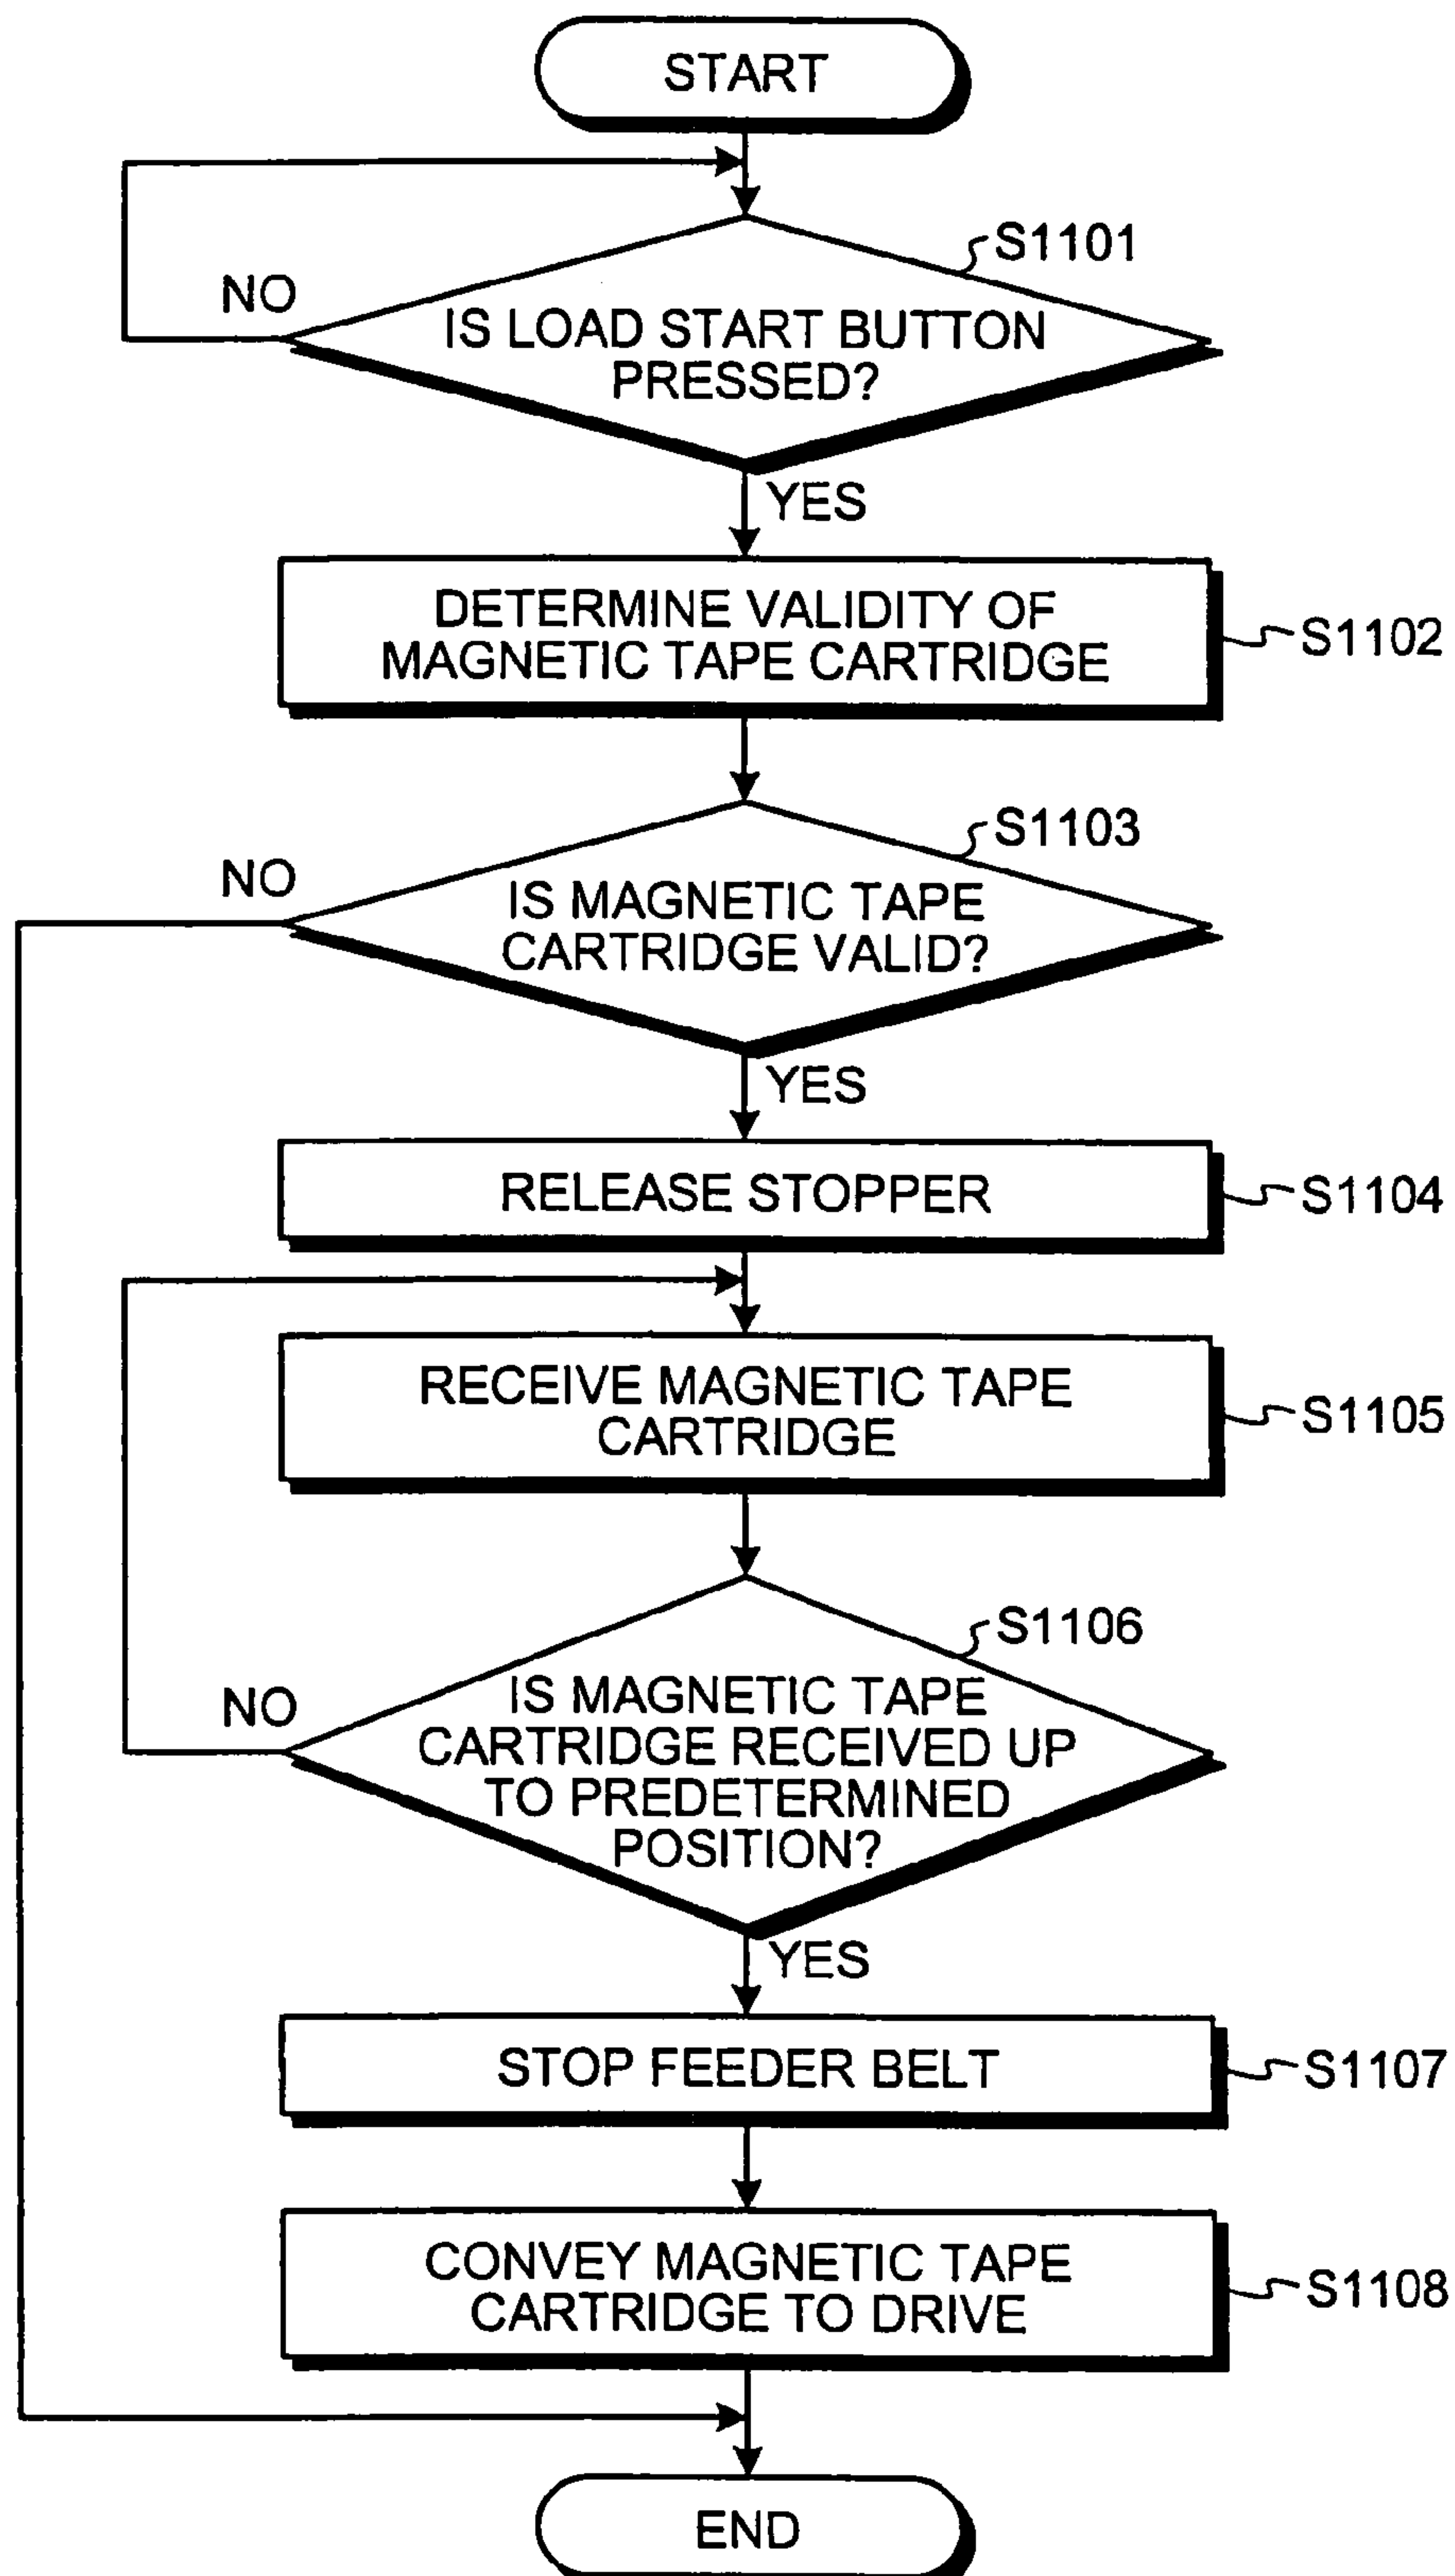 START
S1101
NO
IS LOAD START BUTTON
PRESSED?
YES
DETERMINE VALIDITY OF
MAGNETIC TAPE CARTRIDGE
S1102
S1103
NO
IS MAGNETIC TAPE
CARTRIDGE VALID?
YES
RELEASE STOPPER
S1104
RECEIVE MAGNETIC TAPE
CARTRIDGE
S1105
S1106
NO
IS MAGNETIC TAPE
CARTRIDGE RECEIVED UP
TO PREDETERMINED
POSITION?
YES
STOP FEEDER BELT
S1107
CONVEY MAGNETIC TAPE
CARTRIDGE TO DRIVE
S1108
END